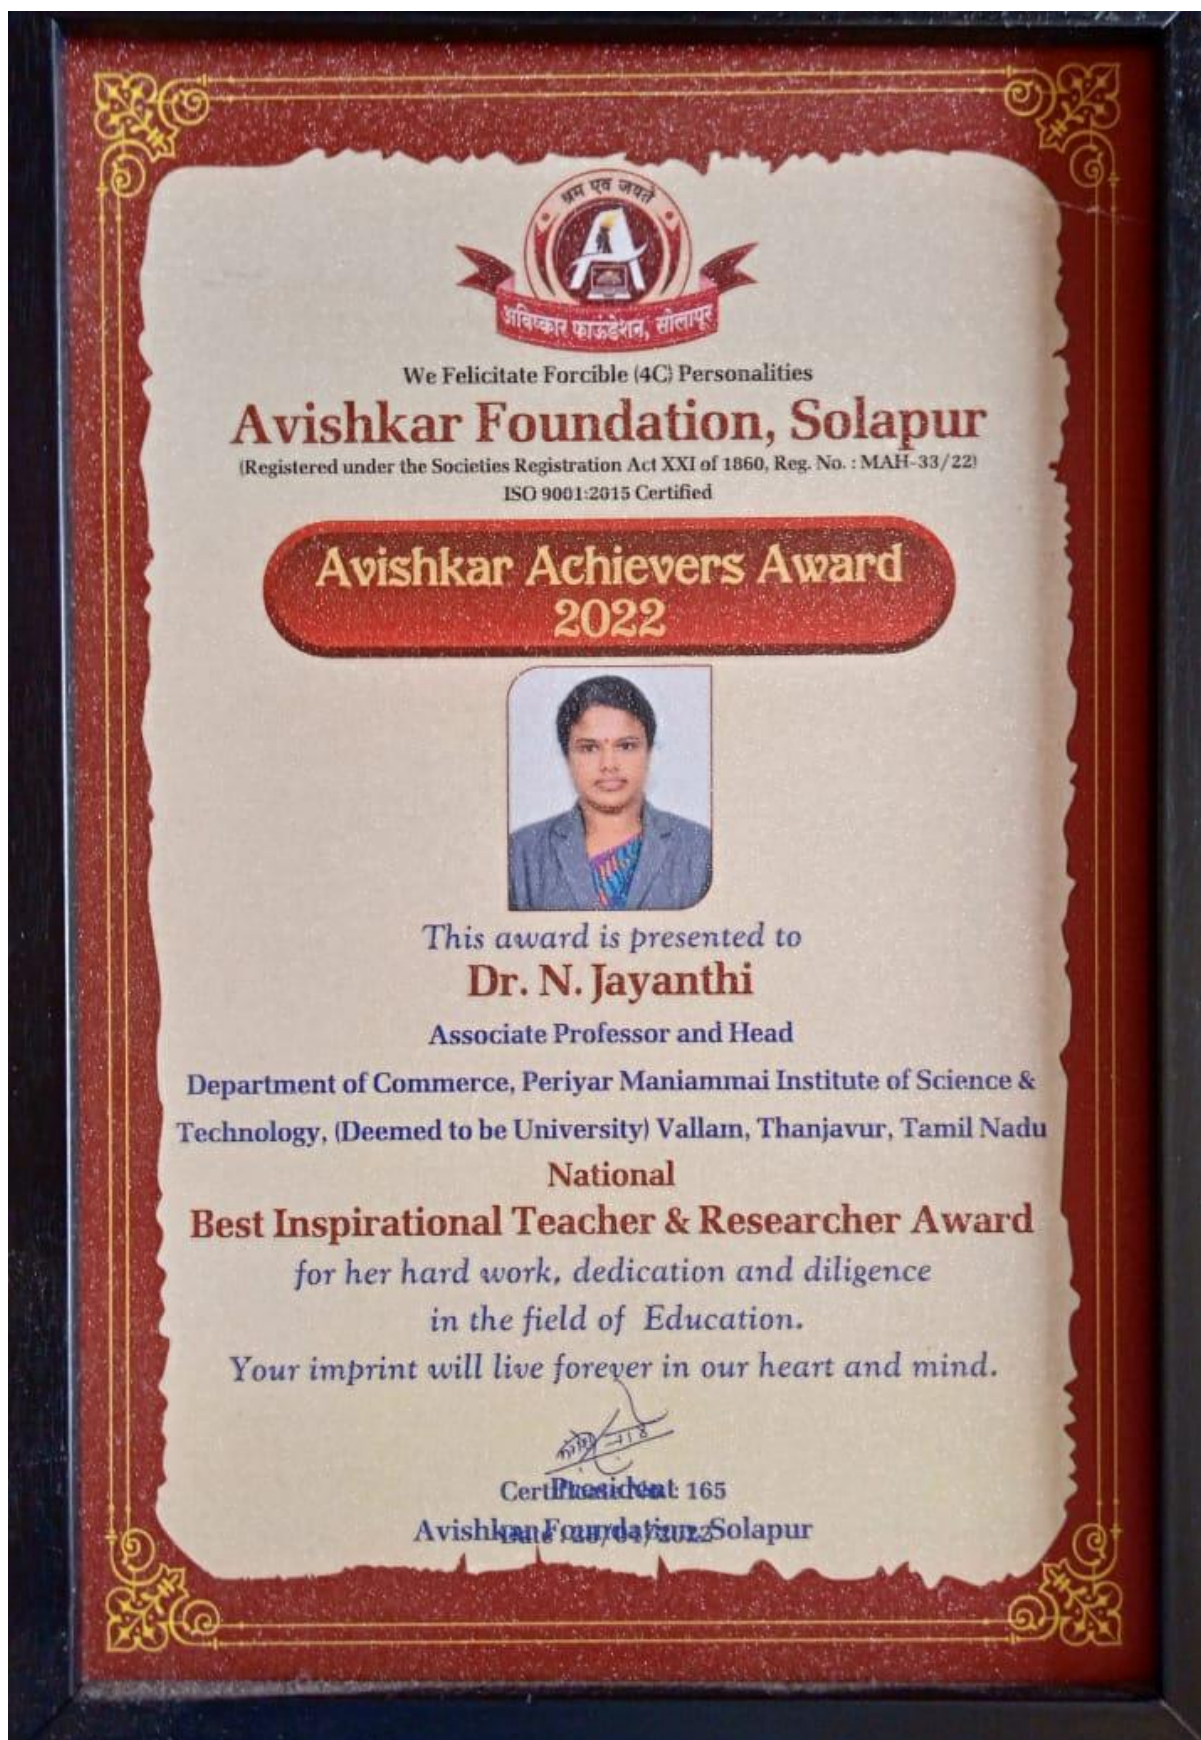 श्रम एव जयते
A
अविष्कार फाऊंडेशन, सोलापूर
We Felicitate Forcible (4C) Personalities
Avishkar Foundation, Solapur
(Registered under the Societies Registration Act XXI of 1860, Reg. No. : MAH-33/22)
ISO 9001:2015 Certified
Avishkar Achievers Award
2022
This award is presented to
Dr. N. Jayanthi
Associate Professor and Head
Department of Commerce, Periyar Maniammai Institute of Science &
Technology, (Deemed to be University) Vallam, Thanjavur, Tamil Nadu
National
Best Inspirational Teacher & Researcher Award
for her hard work, dedication and diligence
in the field of Education.
Your imprint will live forever in our heart and mind.
President
: 165
Avishkar Foundation, Solapur